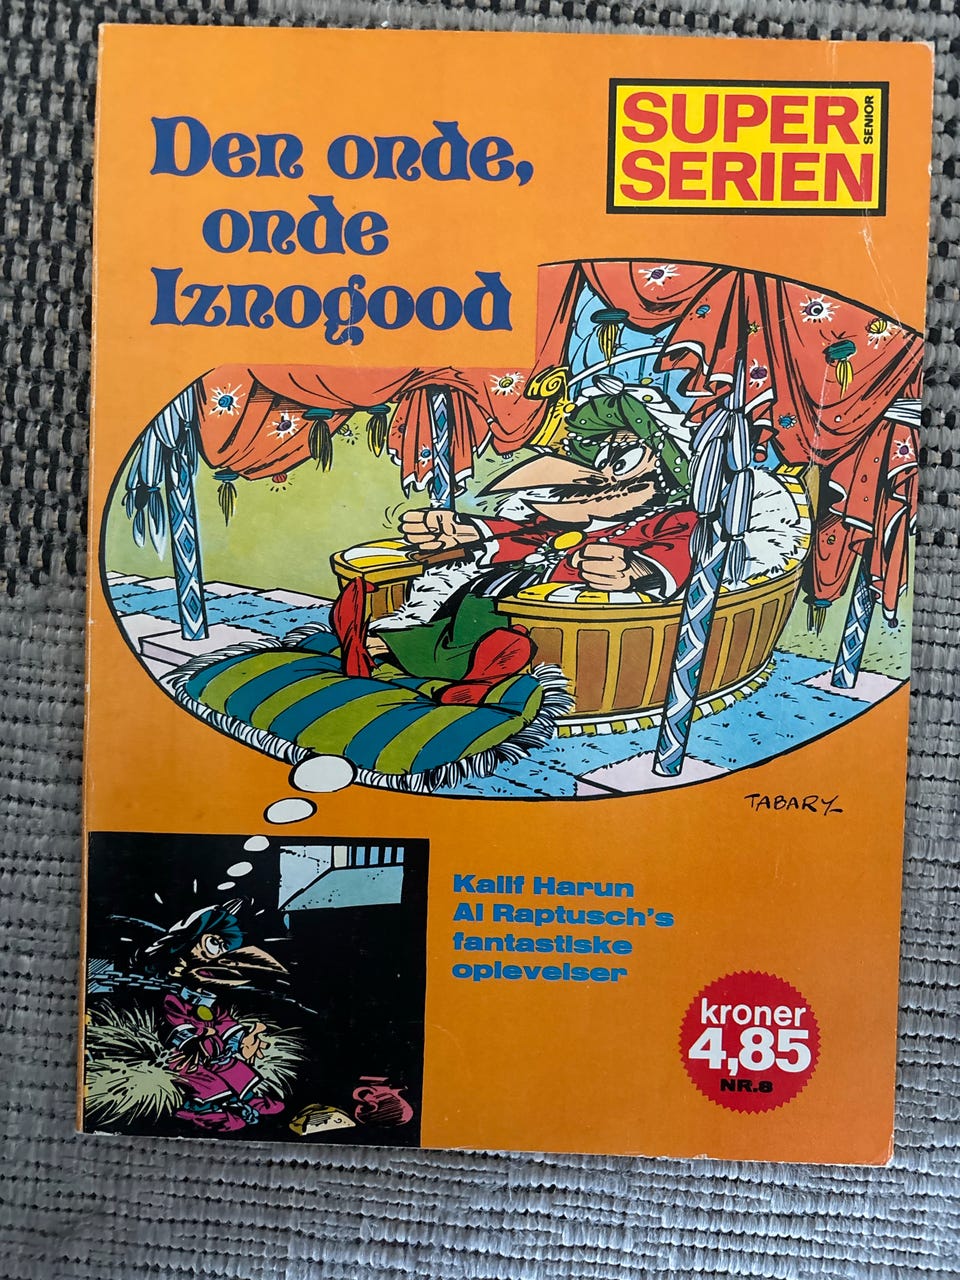 Den onde,
onde
Iznogood
SUPER
SERIEN
SENIOR
TABARY
Kalif Harun
Al Raptusch's
fantastiske
oplevelser
kroner
4,85
NR.8